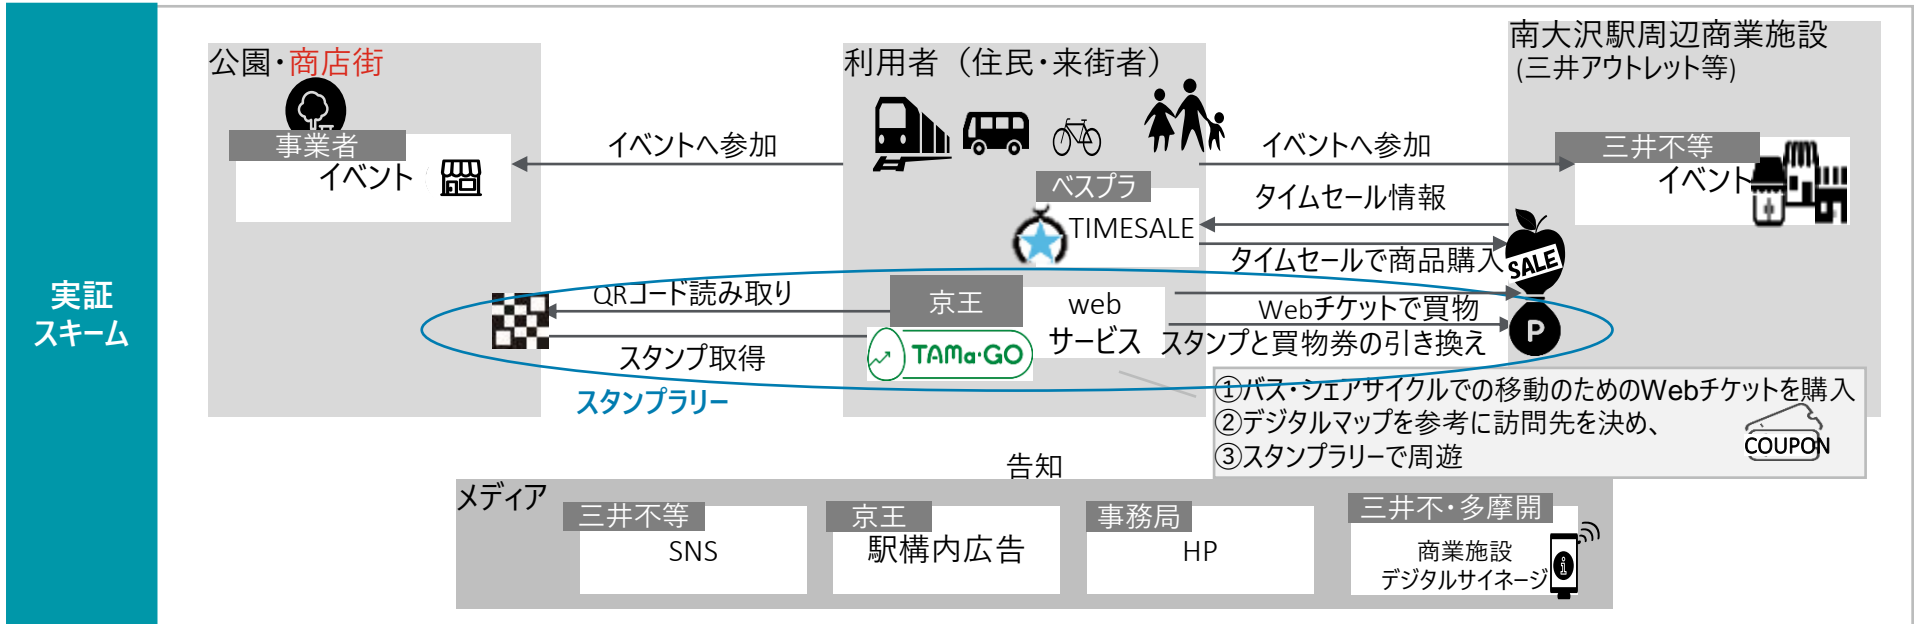 実証
スキーム
公園・商店街
事業者
イベント
イベントへ参加
利用者（住民・来街者）
ベスプラ
TIMESALE
イベントへ参加
タイムセール情報
タイムセールで商品購入
南大沢駅周辺商業施設
(三井アウトレット等)
三井不等
イベント
SALE
P
QRコード読み取り
スタンプ取得
スタンプラリー
京王
web
サービス
TAMa・GO
Webチケットで買物
スタンプと買物券の引き換え
①バス・シェアサイクルでの移動のためのWebチケットを購入
②デジタルマップを参考に訪問先を決め、
③スタンプラリーで周遊
COUPON
告知
メディア
三井不等
SNS
京王
駅構内広告
事務局
HP
三井不・多摩開
商業施設
デジタルサイネージ